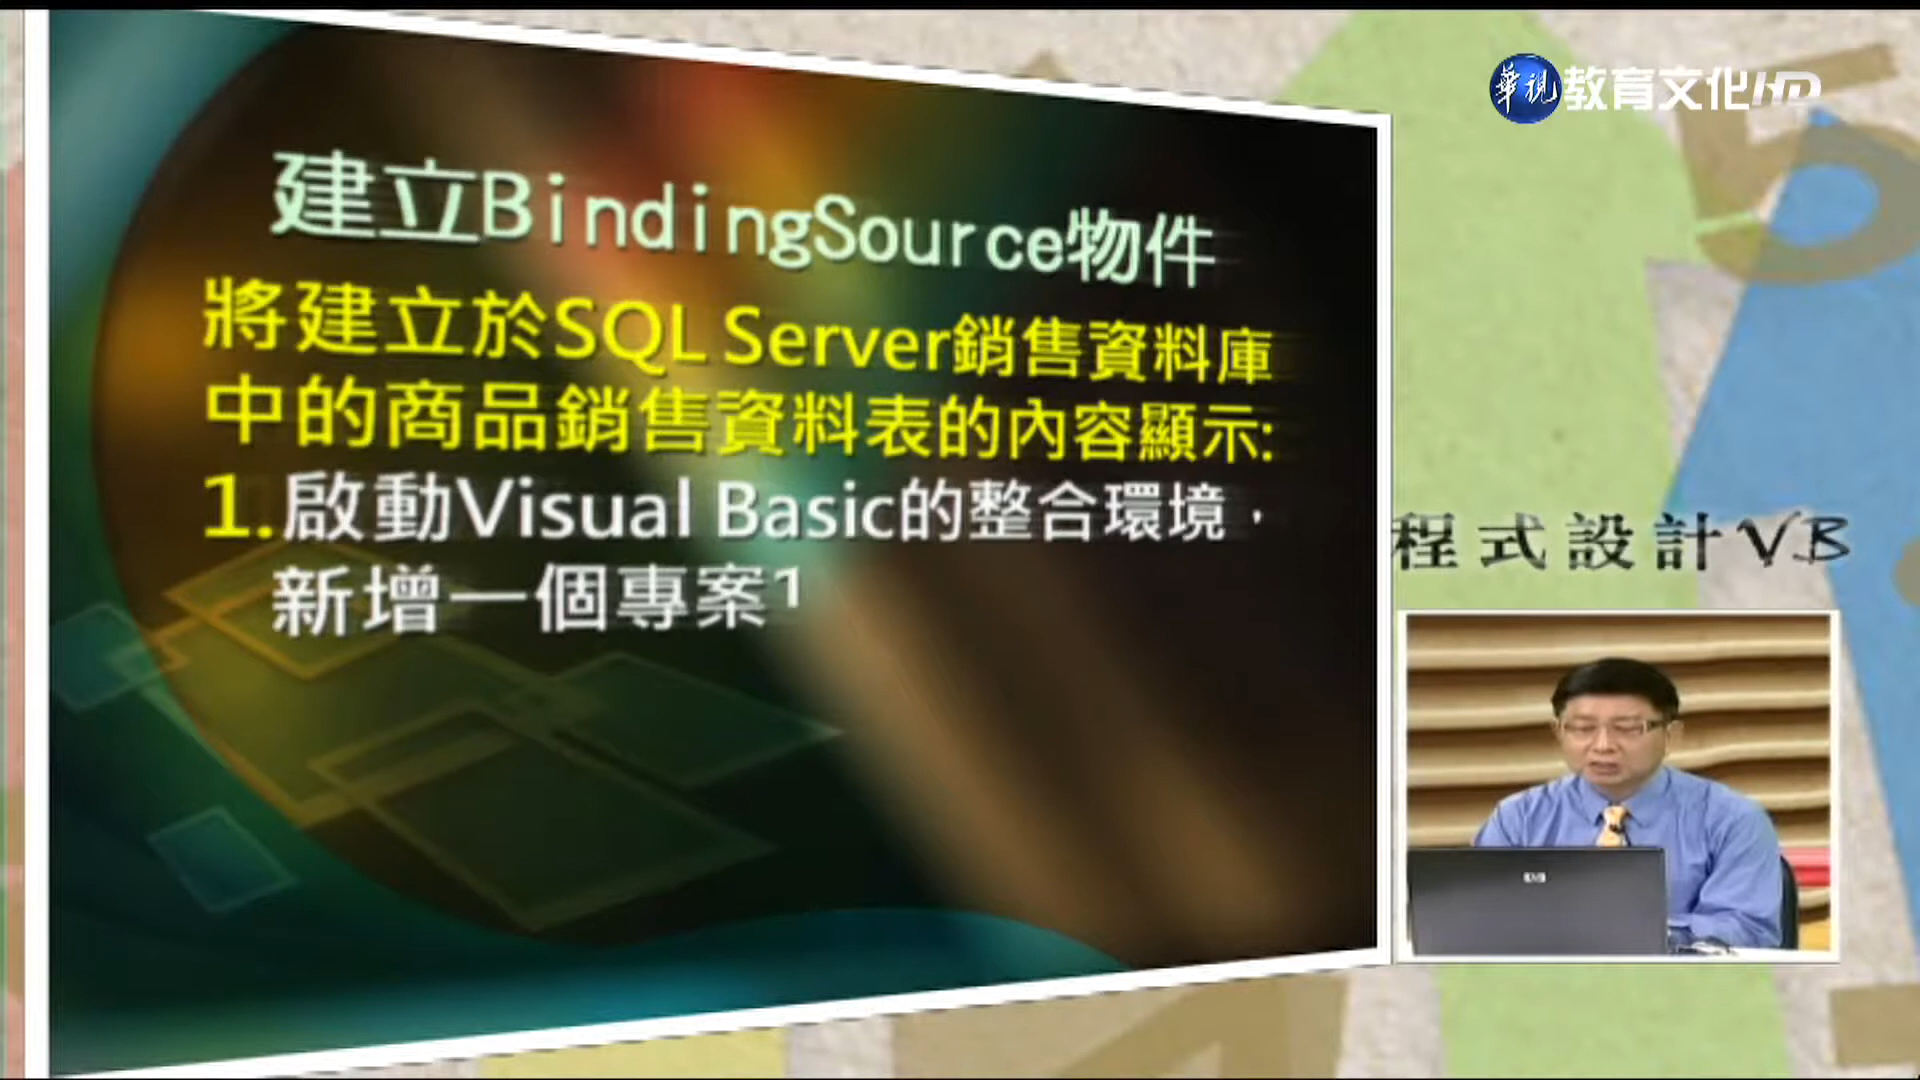 華視 教育文化HD
建立BindingSource物件
將建立於SQL Server銷售資料庫
中的商品銷售資料表的內容顯示:
1.啟動Visual Basic的整合環境，
新增一個專案1
程式設計VB